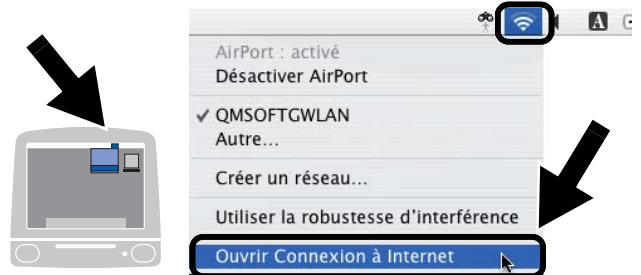 A
AirPort : activé
Désactiver AirPort
✓ QMSOFTGWLAN
Autre...
Créer un réseau...
Utiliser la robustesse d'interférence
Ouvrir Connexion à Internet